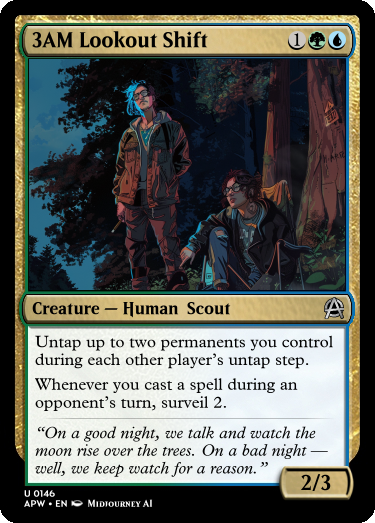 3AM Lookout Shift
1
Creature — Human Scout
Untap up to two permanents you control
during each other player's untap step.
Whenever you cast a spell during an
opponent's turn, surveil 2.
“On a good night, we talk and watch the
moon rise over the trees. On a bad night —
well, we keep watch for a reason.”
2/3
U 0146
APW • EN Midjourney AI